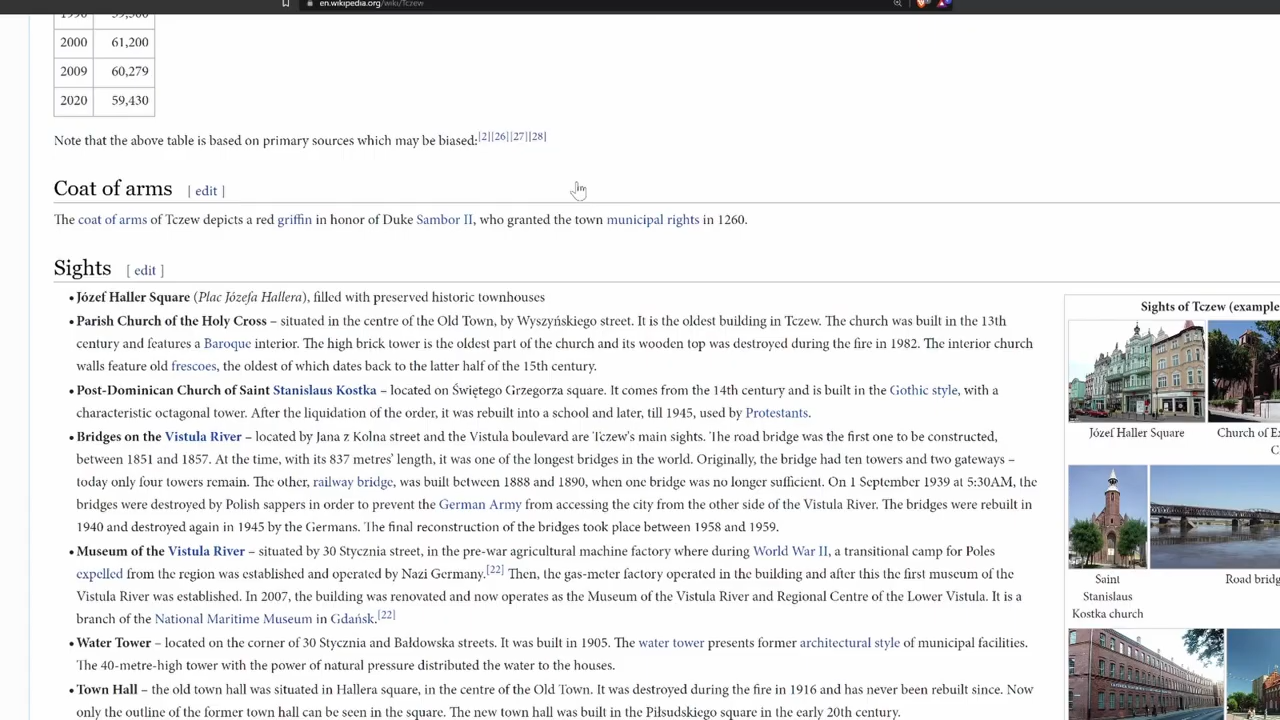 en.wikipedia.org/wiki/Tczew
1990 59,500
2000 61,200
2009 60,279
2020 59,430
Note that the above table is based on primary sources which may be biased:[2][26][27][28]
Coat of arms [ edit ]
The coat of arms of Tczew depicts a red griffin in honor of Duke Sambor II, who granted the town municipal rights in 1260.
Sights [ edit ]
• Józef Haller Square (Plac Józefa Hallera), filled with preserved historic townhouses
• Parish Church of the Holy Cross – situated in the centre of the Old Town, by Wyszyńskiego street. It is the oldest building in Tczew. The church was built in the 13th
century and features a Baroque interior. The high brick tower is the oldest part of the church and its wooden top was destroyed during the fire in 1982. The interior church
walls feature old frescoes, the oldest of which dates back to the latter half of the 15th century.
• Post-Dominican Church of Saint Stanislaus Kostka – located on Świętego Grzegorza square. It comes from the 14th century and is built in the Gothic style, with a
characteristic octagonal tower. After the liquidation of the order, it was rebuilt into a school and later, till 1945, used by Protestants.
• Bridges on the Vistula River – located by Jana z Kolna street and the Vistula boulevard are Tczew's main sights. The road bridge was the first one to be constructed,
between 1851 and 1857. At the time, with its 837 metres' length, it was one of the longest bridges in the world. Originally, the bridge had ten towers and two gateways –
today only four towers remain. The other, railway bridge, was built between 1888 and 1890, when one bridge was no longer sufficient. On 1 September 1939 at 5:30AM, the
bridges were destroyed by Polish sappers in order to prevent the German Army from accessing the city from the other side of the Vistula River. The bridges were rebuilt in
1940 and destroyed again in 1945 by the Germans. The final reconstruction of the bridges took place between 1958 and 1959.
• Museum of the Vistula River – situated by 30 Stycznia street, in the pre-war agricultural machine factory where during World War II, a transitional camp for Poles
expelled from the region was established and operated by Nazi Germany.[22] Then, the gas-meter factory operated in the building and after this the first museum of the
Vistula River was established. In 2007, the building was renovated and now operates as the Museum of the Vistula River and Regional Centre of the Lower Vistula. It is a
branch of the National Maritime Museum in Gdańsk.[22]
• Water Tower – located on the corner of 30 Stycznia and Bałdowska streets. It was built in 1905. The water tower presents former architectural style of municipal facilities.
The 40-metre-high tower with the power of natural pressure distributed the water to the houses.
• Town Hall – the old town hall was situated in Hallera square, in the centre of the Old Town. It was destroyed during the fire in 1916 and has never been rebuilt since. Now
only the outline of the former town hall can be seen in the square. The new town hall was built in the Piłsudskiego square in the early 20th century.
Sights of Tczew (example
Józef Haller Square
Church of Ex
C
Saint
Stanislaus
Kostka church
Road bridg